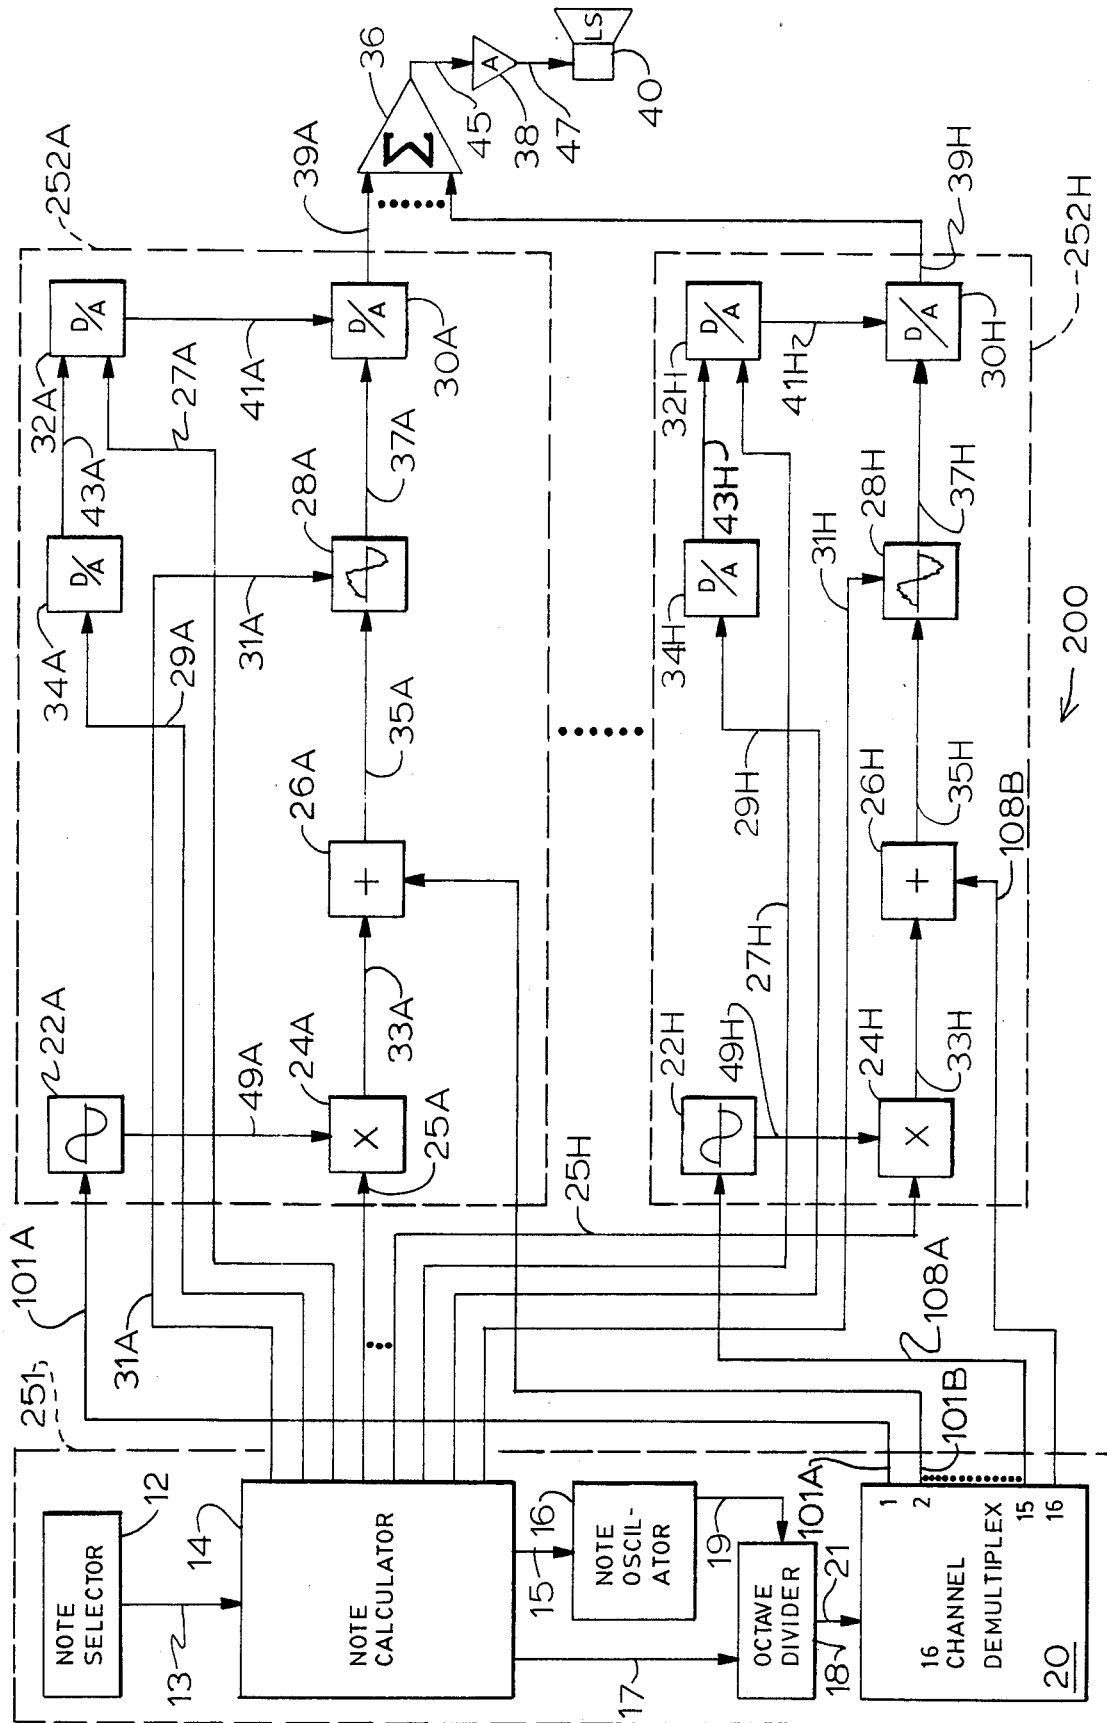 251
NOTE
SELECTOR
12
13
14
NOTE
CALCULATOR
15
16
NOTE
OSCIL-
ATOR
17
19
OCTAVE
DIVIDER
18
21
16
CHANNEL
DEMULTIPLEX
20
1
2
15
16
101A
101B
101A
31A
108A
108B
25H
252A
22A
49A
24A
X
25A
33A
26A
+
35A
29A
34A
D/A
43A
31A
28A
37A
32A
D/A
27A
41A
D/A
30A
39A
252H
22H
49H
24H
X
33H
27H
26H
+
35H
29H
34H
D/A
43H
31H
28H
37H
32H
D/A
41H
D/A
30H
39H
Σ
36
45
A
38
47
LS
40
200